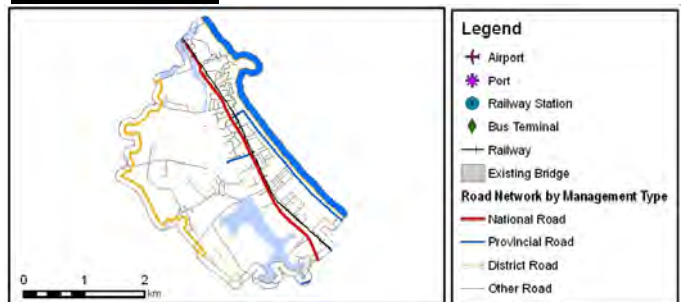 Legend
Airport
Port
Railway Station
Bus Terminal
Railway
Existing Bridge
Road Network by Management Type
National Road
Provincial Road
District Road
Other Road
0 1 2
km